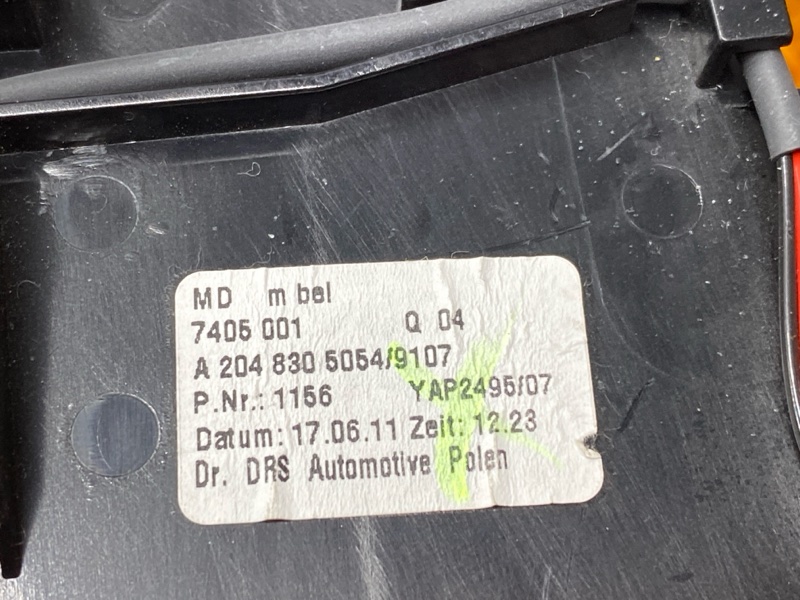 MD m bel
7405 001 Q 04
A 204 830 5054/9107
P.Nr.: 1156 YAP2495/07
Datum: 17.06.11 Zeit: 12.23
Dr. DRS Automotive Polen